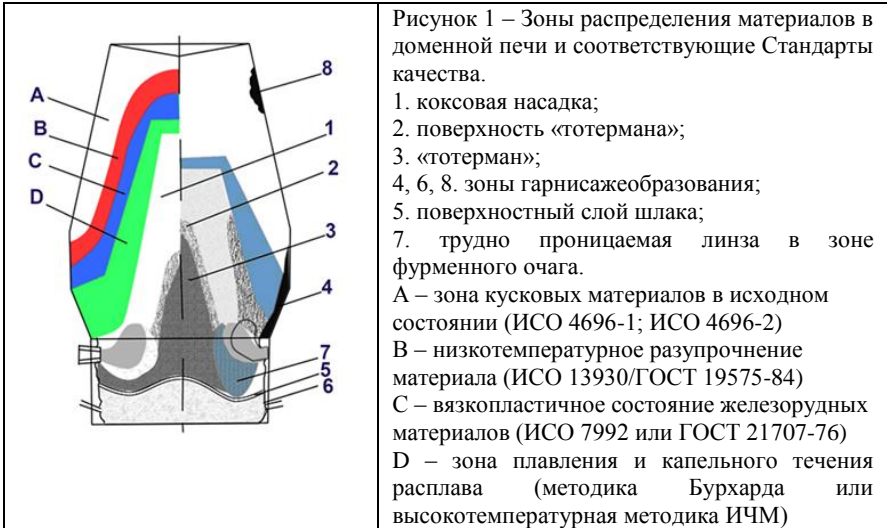 A
B
C
D
8
1
2
3
4
7
5
6
Рисунок 1 – Зоны распределения материалов в
доменной печи и соответствующие Стандарты
качества.
1. коксовая насадка;
2. поверхность «тотермана»;
3. «тотерман»;
4, 6, 8. зоны гарнисажеобразования;
5. поверхностный слой шлака;
7. трудно проницаемая линза в зоне
фурменного очага.
А – зона кусковых материалов в исходном
состоянии (ИСО 4696-1; ИСО 4696-2)
В – низкотемпературное разупрочнение
материала (ИСО 13930/ГОСТ 19575-84)
С – вязкопластичное состояние железорудных
материалов (ИСО 7992 или ГОСТ 21707-76)
D – зона плавления и капельного течения
расплава (методика Бурхарда или
высокотемпературная методика ИЧМ)